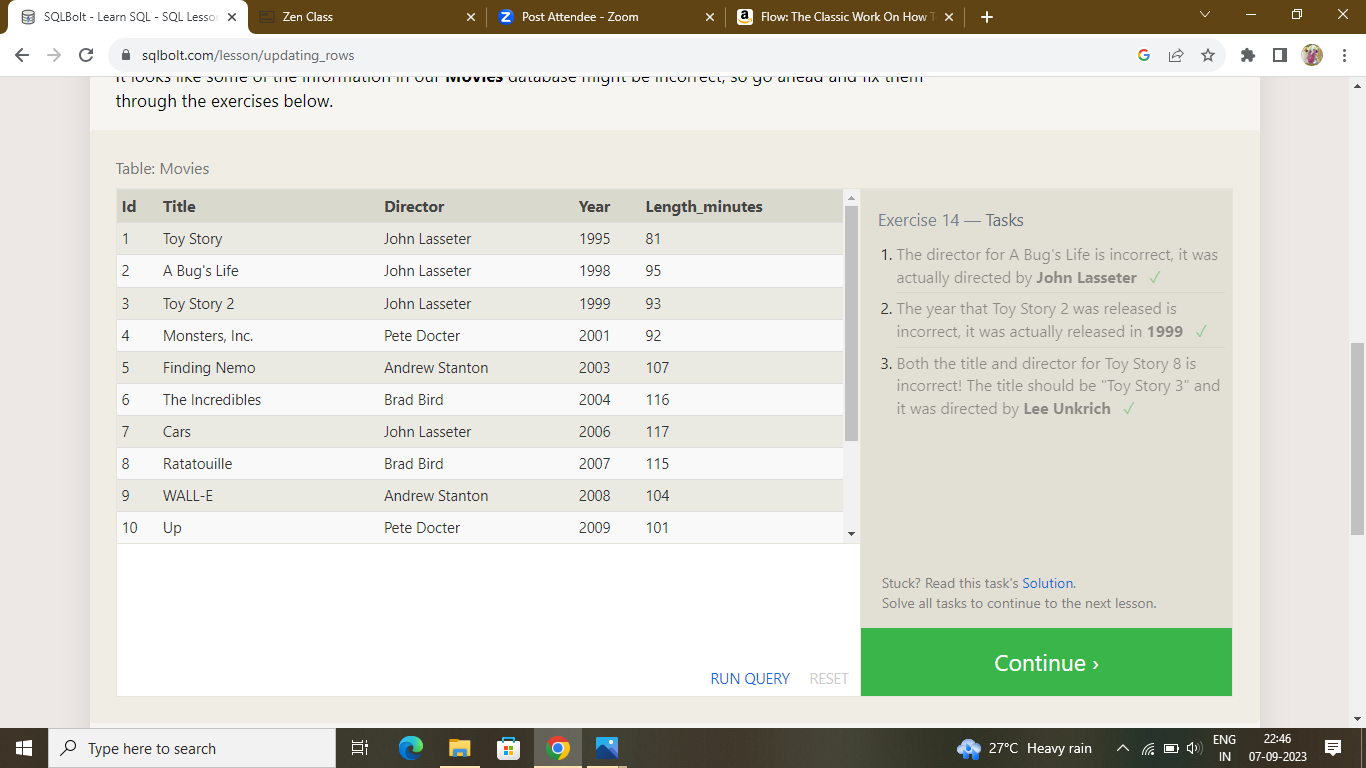 SQLBolt - Learn SQL - SQL Lesson
Zen Class
Post Attendee - Zoom
Flow: The Classic Work On How T
sqlbolt.com/lesson/updating_rows
It looks like some of the information in our Movies database might be incorrect, so go ahead and fix them
through the exercises below.
Table: Movies
Id Title Director Year Length_minutes
1 Toy Story John Lasseter 1995 81
2 A Bug's Life John Lasseter 1998 95
3 Toy Story 2 John Lasseter 1999 93
4 Monsters, Inc. Pete Docter 2001 92
5 Finding Nemo Andrew Stanton 2003 107
6 The Incredibles Brad Bird 2004 116
7 Cars John Lasseter 2006 117
8 Ratatouille Brad Bird 2007 115
9 WALL-E Andrew Stanton 2008 104
10 Up Pete Docter 2009 101
RUN QUERY RESET
Exercise 14 — Tasks
1. The director for A Bug's Life is incorrect, it was
actually directed by John Lasseter ✓
2. The year that Toy Story 2 was released is
incorrect, it was actually released in 1999 ✓
3. Both the title and director for Toy Story 8 is
incorrect! The title should be "Toy Story 3" and
it was directed by Lee Unkrich ✓
Stuck? Read this task's Solution.
Solve all tasks to continue to the next lesson.
Continue ›
Type here to search
27°C Heavy rain
ENG
IN
22:46
07-09-2023